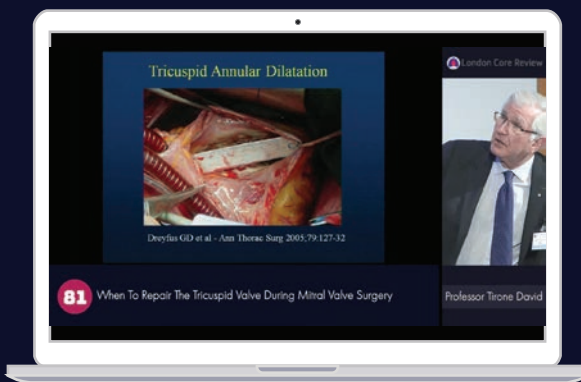 Tricuspid Annular Dilatation
Dreyfus GD et al - Ann Thorac Surg 2005;79:127-32
London Core Review
81 When To Repair The Tricuspid Valve During Mitral Valve Surgery
Professor Tirone David